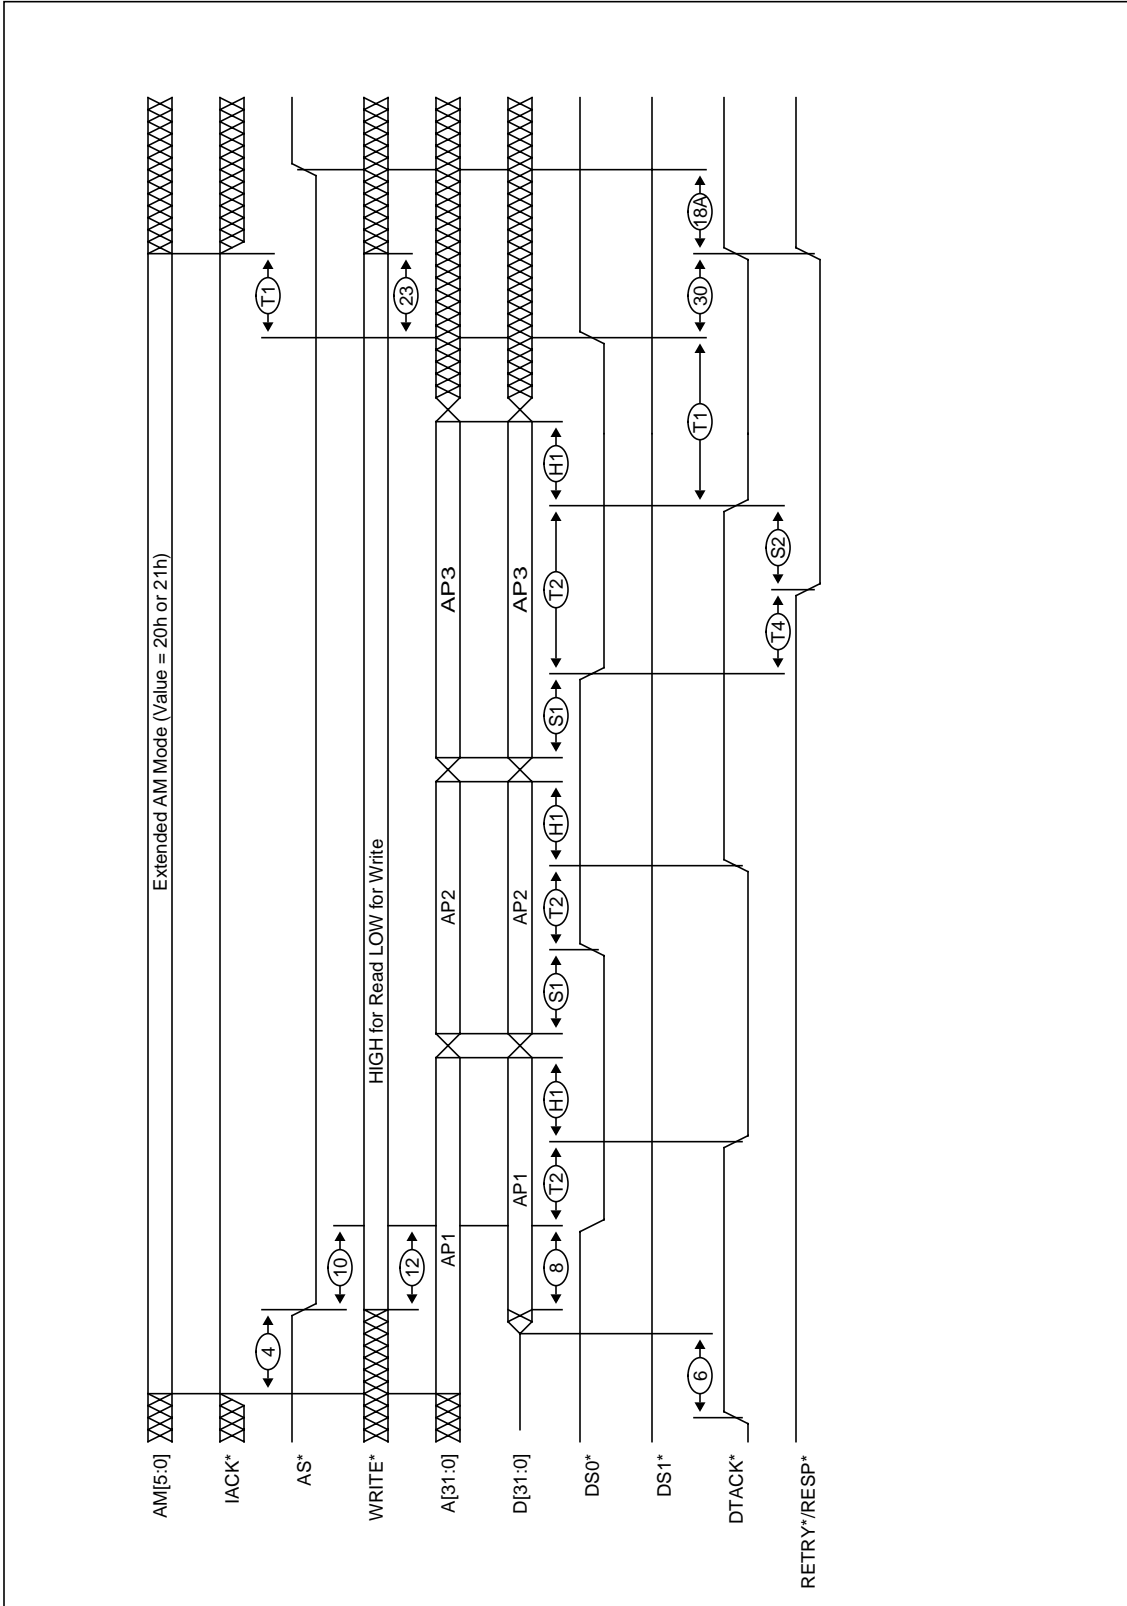 AM[5:0] Extended AM Mode (Value = 20h or 21h)
IACK*
4 T1
AS*
10
WRITE* HIGH for Read LOW for Write
12 23
A[31:0] AP1 AP2 AP3
D[31:0] AP1 AP2 AP3
8 T2 H1 S1 T2 H1 S1 T2 H1
DS0*
DS1*
6 T1 30 18A
DTACK*
T4 S2
RETRY*/RESP*